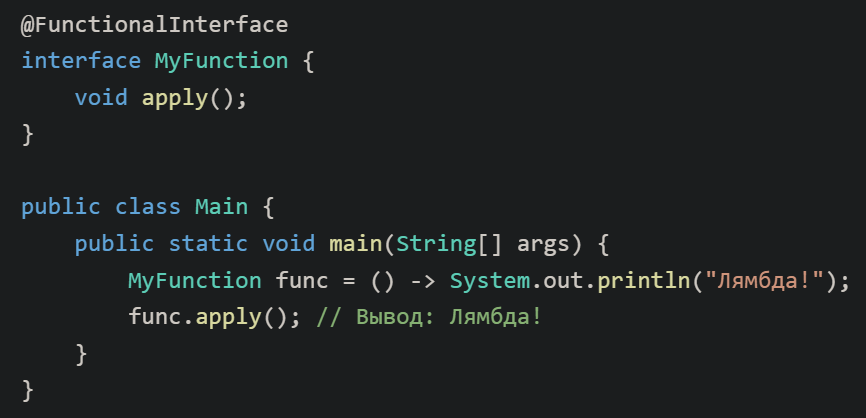 @FunctionalInterface
interface MyFunction {
    void apply();
}

public class Main {
    public static void main(String[] args) {
        MyFunction func = () -> System.out.println("Лямбда!");
        func.apply(); // Вывод: Лямбда!
    }
}